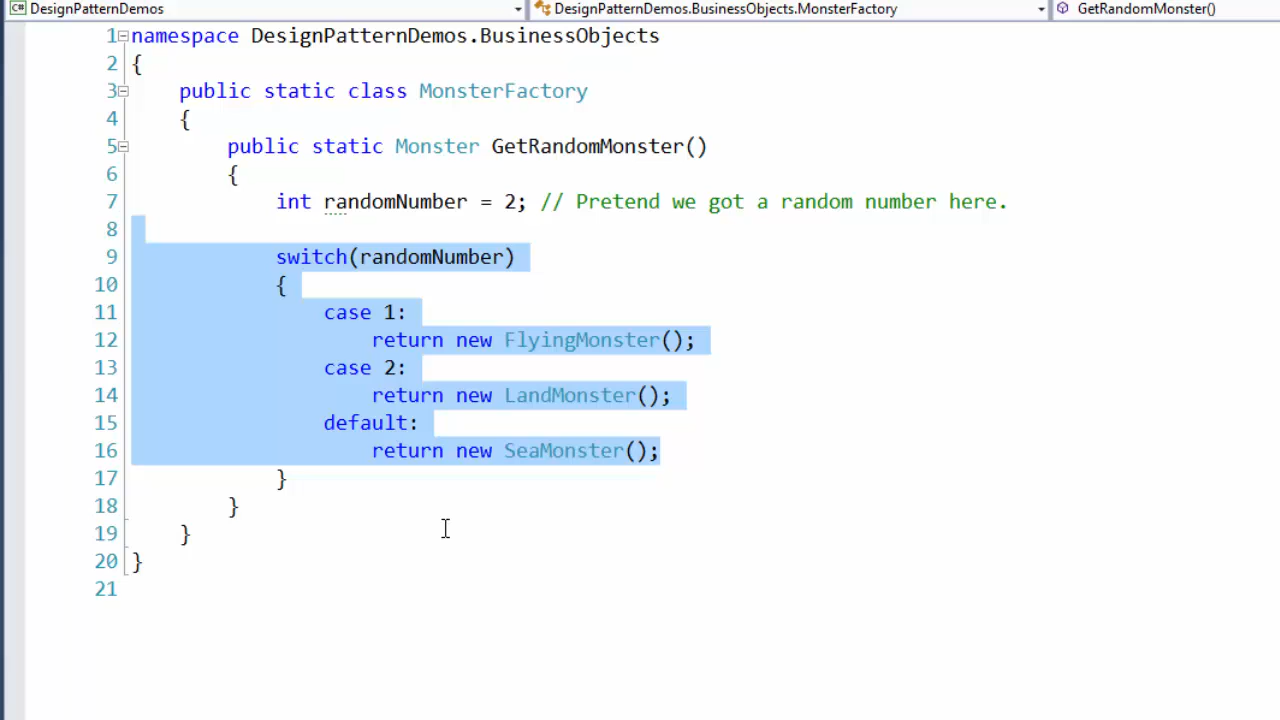 C# DesignPatternDemos DesignPatternDemos.BusinessObjects.MonsterFactory GetRandomMonster()
1 namespace DesignPatternDemos.BusinessObjects
2 {
3 public static class MonsterFactory
4 {
5 public static Monster GetRandomMonster()
6 {
7 int randomNumber = 2; // Pretend we got a random number here.
8
9 switch(randomNumber)
10 {
11 case 1:
12 return new FlyingMonster();
13 case 2:
14 return new LandMonster();
15 default:
16 return new SeaMonster();
17 }
18 }
19 }
20 }
21